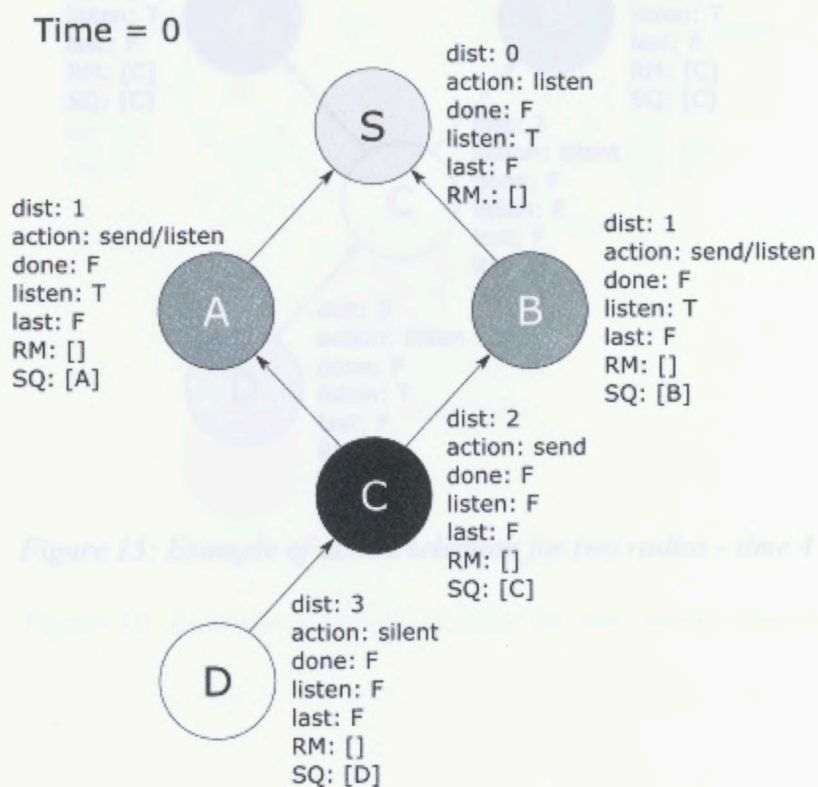 Time = 0
S
dist: 0
action: listen
done: F
listen: T
last: F
RM.: []
dist: 1
action: send/listen
done: F
listen: T
last: F
RM: []
SQ: [A]
A
B
dist: 1
action: send/listen
done: F
listen: T
last: F
RM: []
SQ: [B]
C
dist: 2
action: send
done: F
listen: F
last: F
RM: []
SQ: [C]
D
dist: 3
action: silent
done: F
listen: F
last: F
RM: []
SQ: [D]